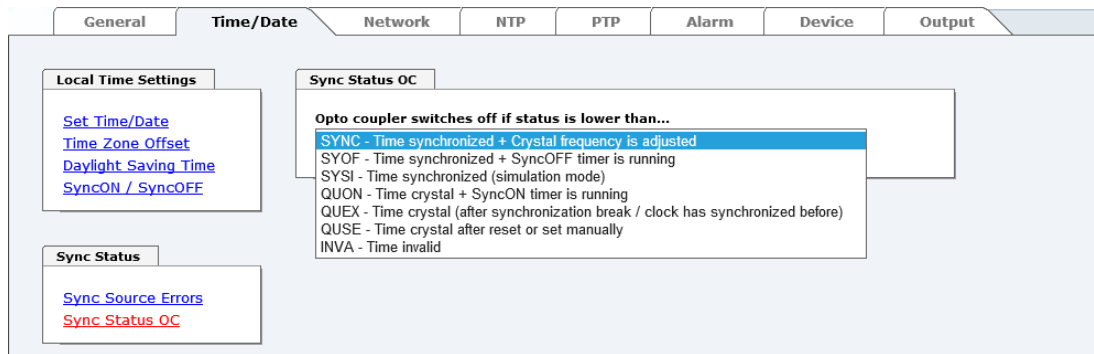 General Time/Date Network NTP PTP Alarm Device Output
Local Time Settings
Set Time/Date
Time Zone Offset
Daylight Saving Time
SyncON / SyncOFF
Sync Status
Sync Source Errors
Sync Status OC
Sync Status OC
Opto coupler switches off if status is lower than...
SYNC - Time synchronized + Crystal frequency is adjusted
SYOF - Time synchronized + SyncOFF timer is running
SYSI - Time synchronized (simulation mode)
QUON - Time crystal + SyncON timer is running
QUEX - Time crystal (after synchronization break / clock has synchronized before)
QUSE - Time crystal after reset or set manually
INVA - Time invalid